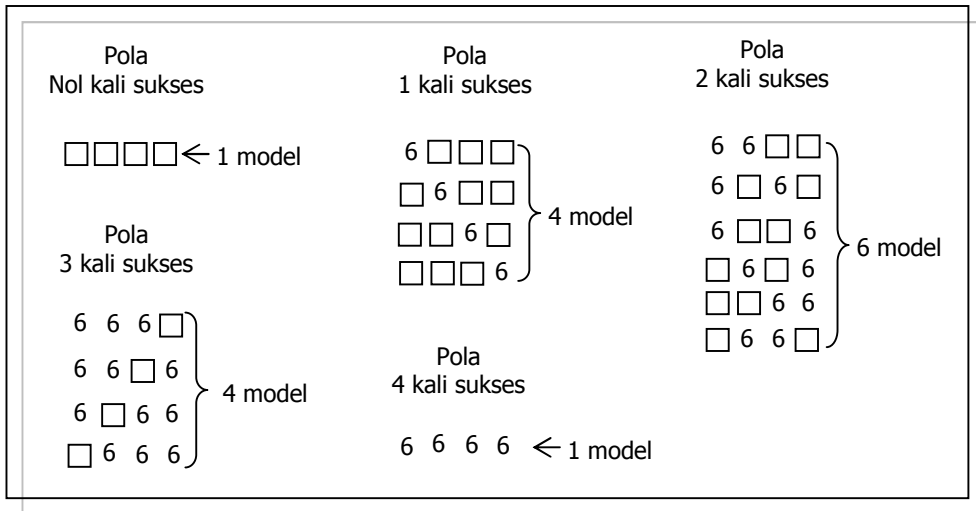 Pola
Nol kali sukses
□□□□ ← 1 model
Pola
1 kali sukses
6 □ □ □
□ 6 □ □
□ □ 6 □
□ □ □ 6
4 model
Pola
2 kali sukses
6 6 □ □
6 □ 6 □
6 □ □ 6
□ 6 □ 6
□ □ 6 6
□ 6 6 □
6 model
Pola
3 kali sukses
6 6 6 □
6 6 □ 6
6 □ 6 6
□ 6 6 6
4 model
Pola
4 kali sukses
6 6 6 6 ← 1 model